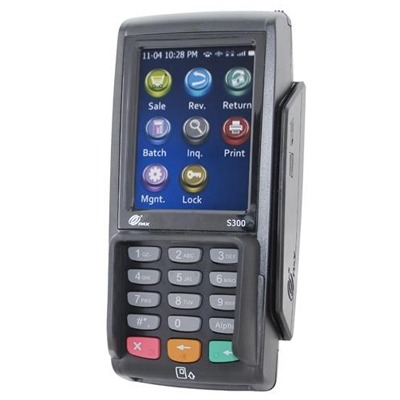 11-04 10:28 PM
Sale Rev. Return
Batch Inq. Print
Mgnt. Lock
PAX S300
1 QZ. 2 ABC 3 DEF
4 GHI 5 JKL 6 MNO
7 PRS 8 TUV 9 WXY
#*, 0 Alpha